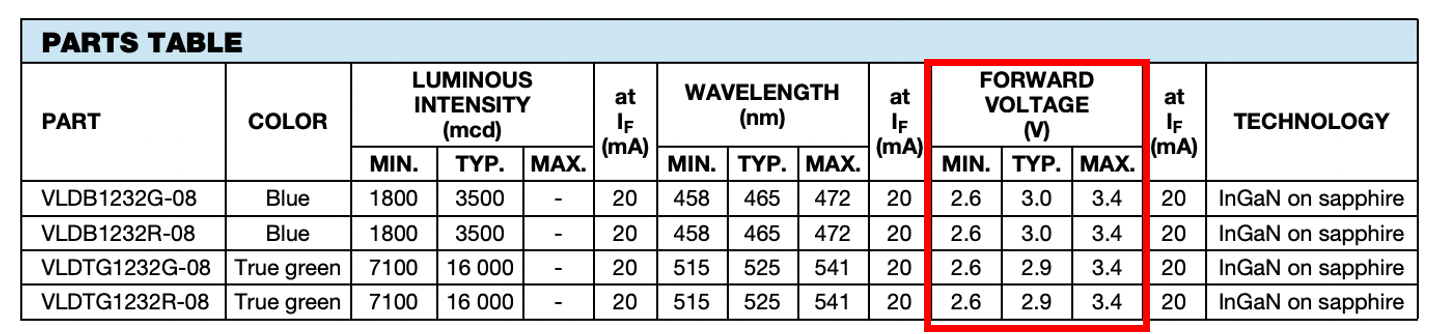 PARTS TABLE
PART COLOR LUMINOUS INTENSITY (mcd) at IF (mA) WAVELENGTH (nm) at IF (mA) FORWARD VOLTAGE (V) at IF (mA) TECHNOLOGY
MIN. TYP. MAX. MIN. TYP. MAX. MIN. TYP. MAX.
VLDB1232G-08 Blue 1800 3500 - 20 458 465 472 20 2.6 3.0 3.4 20 InGaN on sapphire
VLDB1232R-08 Blue 1800 3500 - 20 458 465 472 20 2.6 3.0 3.4 20 InGaN on sapphire
VLDTG1232G-08 True green 7100 16 000 - 20 515 525 541 20 2.6 2.9 3.4 20 InGaN on sapphire
VLDTG1232R-08 True green 7100 16 000 - 20 515 525 541 20 2.6 2.9 3.4 20 InGaN on sapphire